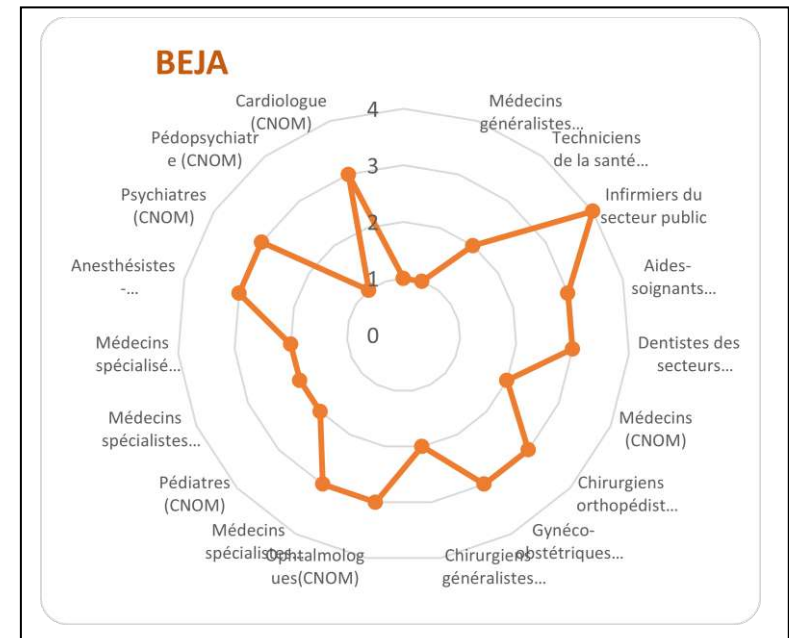 BEJA
4
3
2
1
0
Médecins
généralistes...
Techniciens
de la santé...
Infirmiers du
secteur public
Aides-
soignants...
Dentistes des
secteurs...
Médecins
(CNOM)
Chirurgiens
orthopédist...
Gynéco-
obstétriques...
Chirurgiens
généralistes...
Ophtalmolog
ues(CNOM)
Médecins
spécialistes...
Pédiatres
(CNOM)
Médecins
spécialistes...
Médecins
spécialisé...
Anesthésistes
-...
Psychiatres
(CNOM)
Pédopsychiatr
e (CNOM)
Cardiologue
(CNOM)